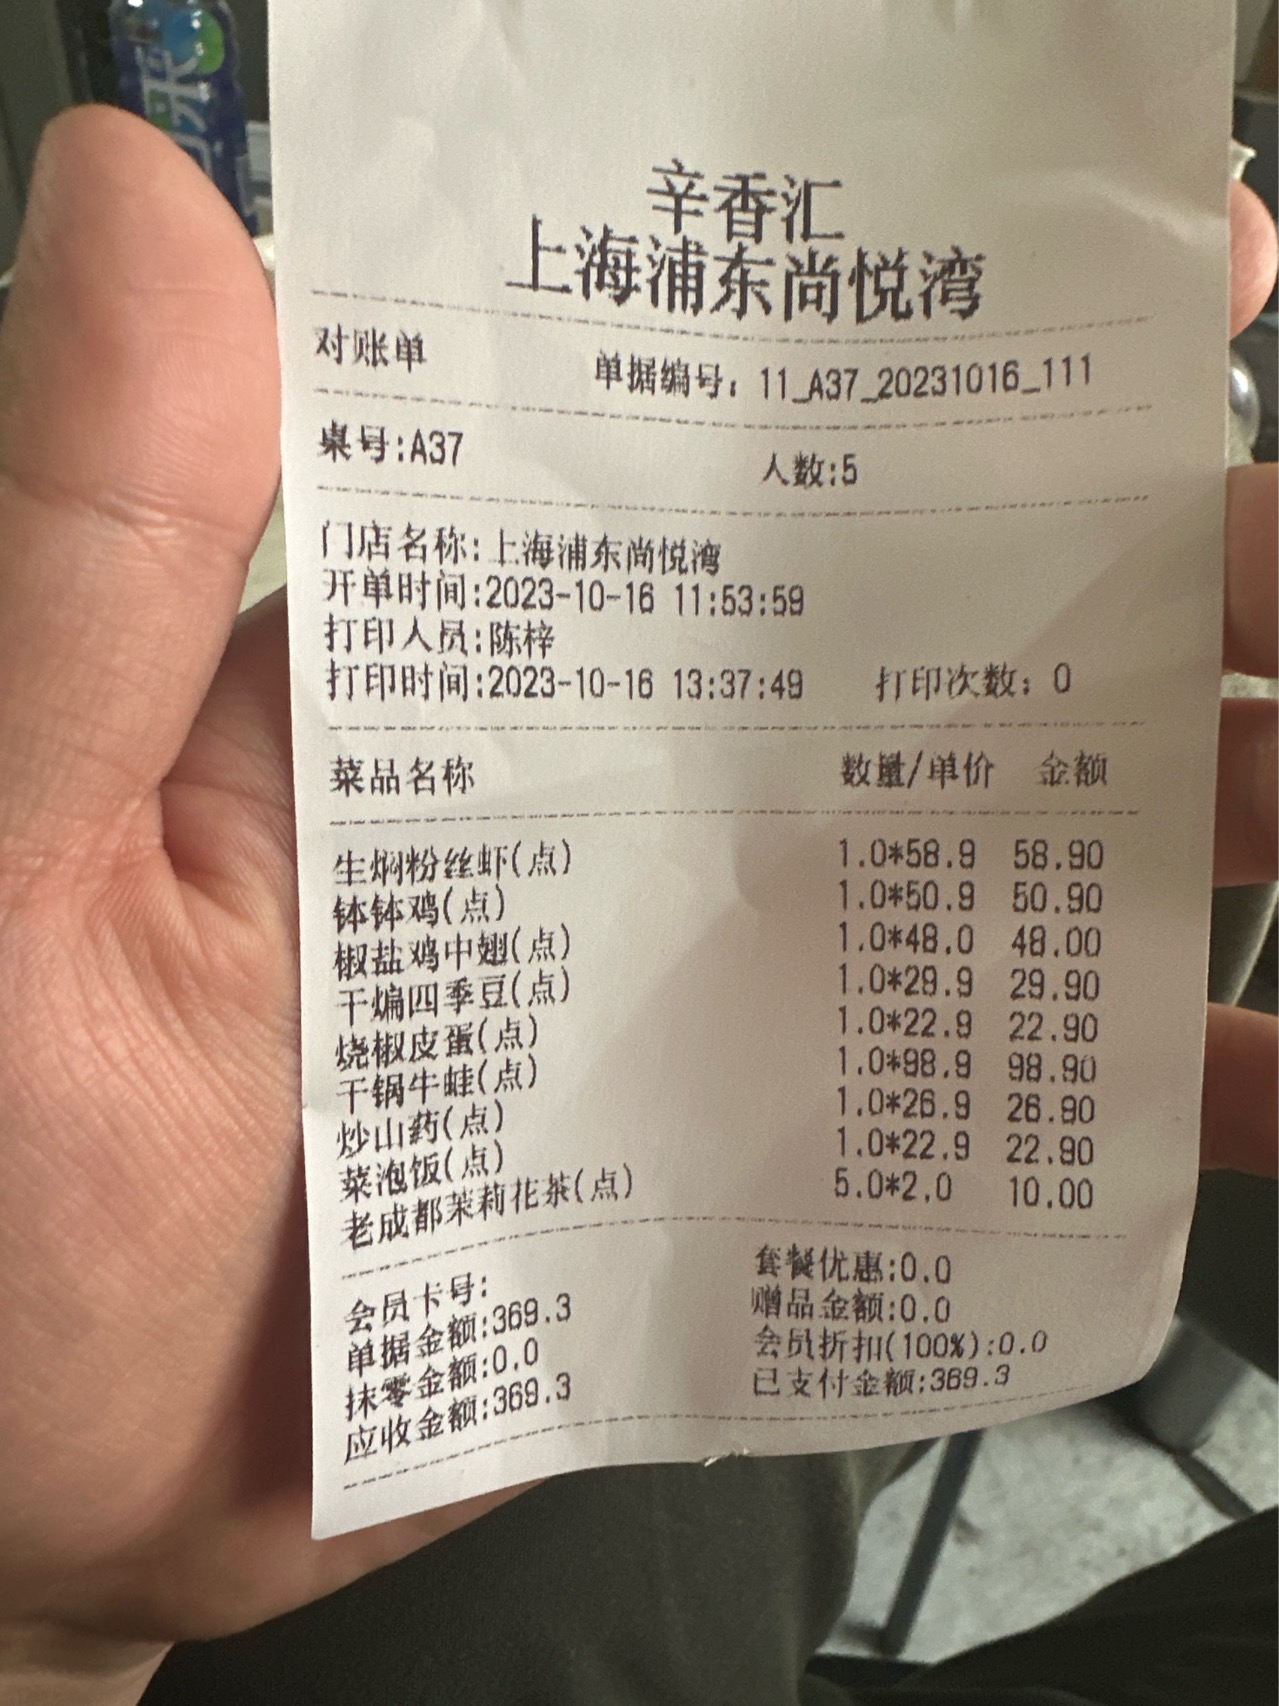 辛香汇
上海浦东尚悦湾
对账单 单据编号：11_A37_20231016_111
桌号:A37 人数:5
门店名称:上海浦东尚悦湾
开单时间:2023-10-16 11:53:59
打印人员:陈梓
打印时间:2023-10-16 13:37:49 打印次数：0
菜品名称 数量/单价 金额
生焖粉丝虾(点) 1.0*58.9 58.90
钵钵鸡(点) 1.0*50.9 50.90
椒盐鸡中翅(点) 1.0*48.0 48.00
干煸四季豆(点) 1.0*29.9 29.90
烧椒皮蛋(点) 1.0*22.9 22.90
干锅牛蛙(点) 1.0*98.9 98.90
炒山药(点) 1.0*26.9 26.90
菜泡饭(点) 1.0*22.9 22.90
老成都茉莉花茶(点) 5.0*2.0 10.00
会员卡号: 套餐优惠:0.0
单据金额:369.3 赠品金额:0.0
抹零金额:0.0 会员折扣(100%):0.0
应收金额:369.3 已支付金额:369.3